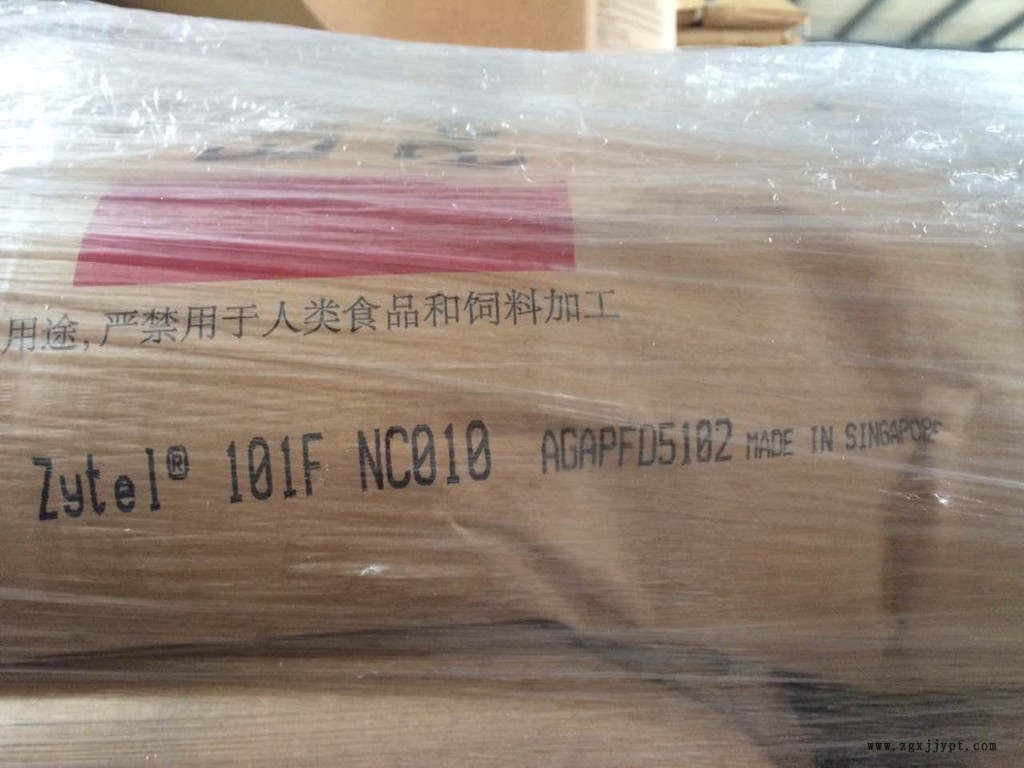 用途,严禁用于人类食品和饲料加工
Zytel® 101F NC010 AGAPFD5102 MADE IN SINGAPORE
www.zgxjjypt.com